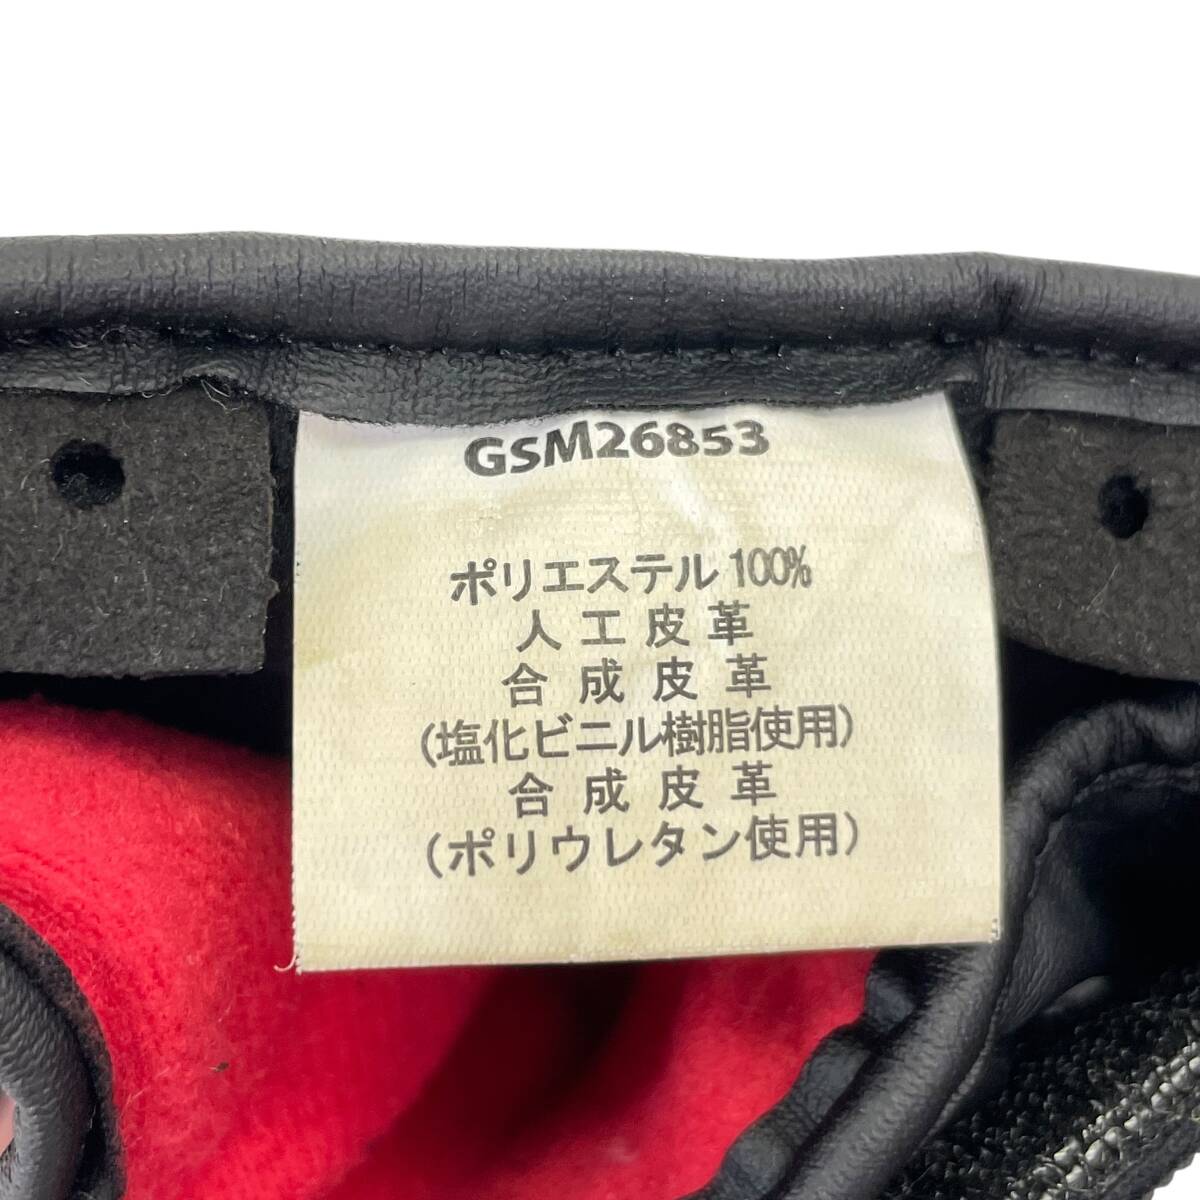 GSM26853
ポリエステル100%
人工皮革
合成皮革
(塩化ビニル樹脂使用)
合成皮革
(ポリウレタン使用)